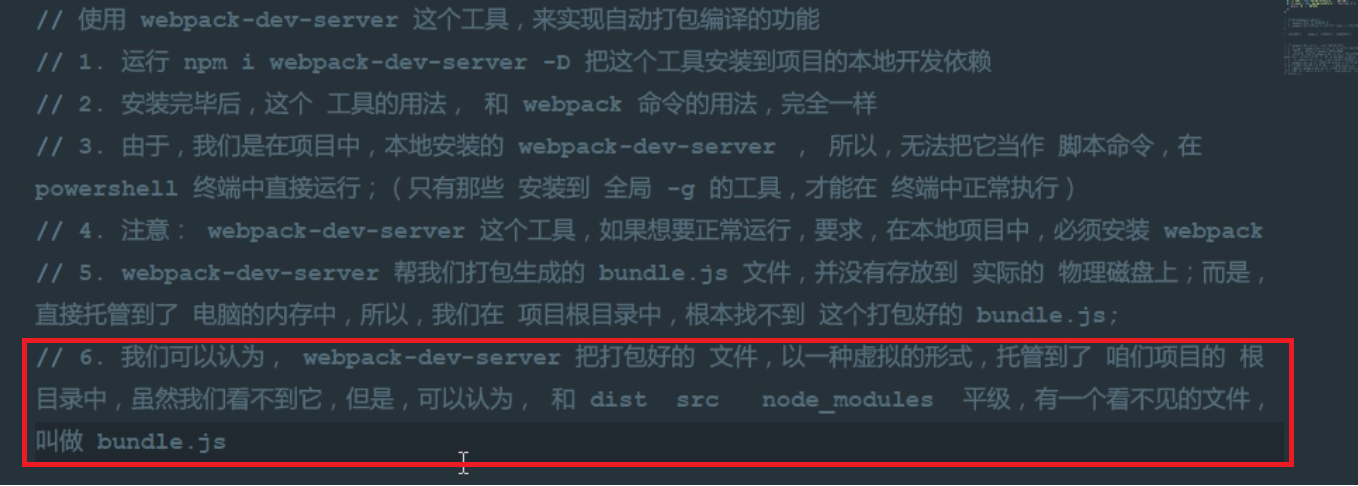 // 使用 webpack-dev-server 这个工具，来实现自动打包编译的功能
// 1. 运行 npm i webpack-dev-server -D 把这个工具安装到项目的本地开发依赖
// 2. 安装完毕后，这个 工具的用法， 和 webpack 命令的用法，完全一样
// 3. 由于，我们是在项目中，本地安装的 webpack-dev-server ， 所以，无法把它当作 脚本命令，在
powershell 终端中直接运行；（只有那些 安装到 全局 -g 的工具，才能在 终端中正常执行）
// 4. 注意： webpack-dev-server 这个工具，如果想要正常运行，要求，在本地项目中，必须安装 webpack
// 5. webpack-dev-server 帮我们打包生成的 bundle.js 文件，并没有存放到 实际的 物理磁盘上；而是，
直接托管到了 电脑的内存中，所以，我们在 项目根目录中，根本找不到 这个打包好的 bundle.js;
// 6. 我们可以认为， webpack-dev-server 把打包好的 文件，以一种虚拟的形式，托管到了 咱们项目的 根
目录中，虽然我们看不到它，但是，可以认为， 和 dist  src   node_modules  平级，有一个看不见的文件，
叫做 bundle.js